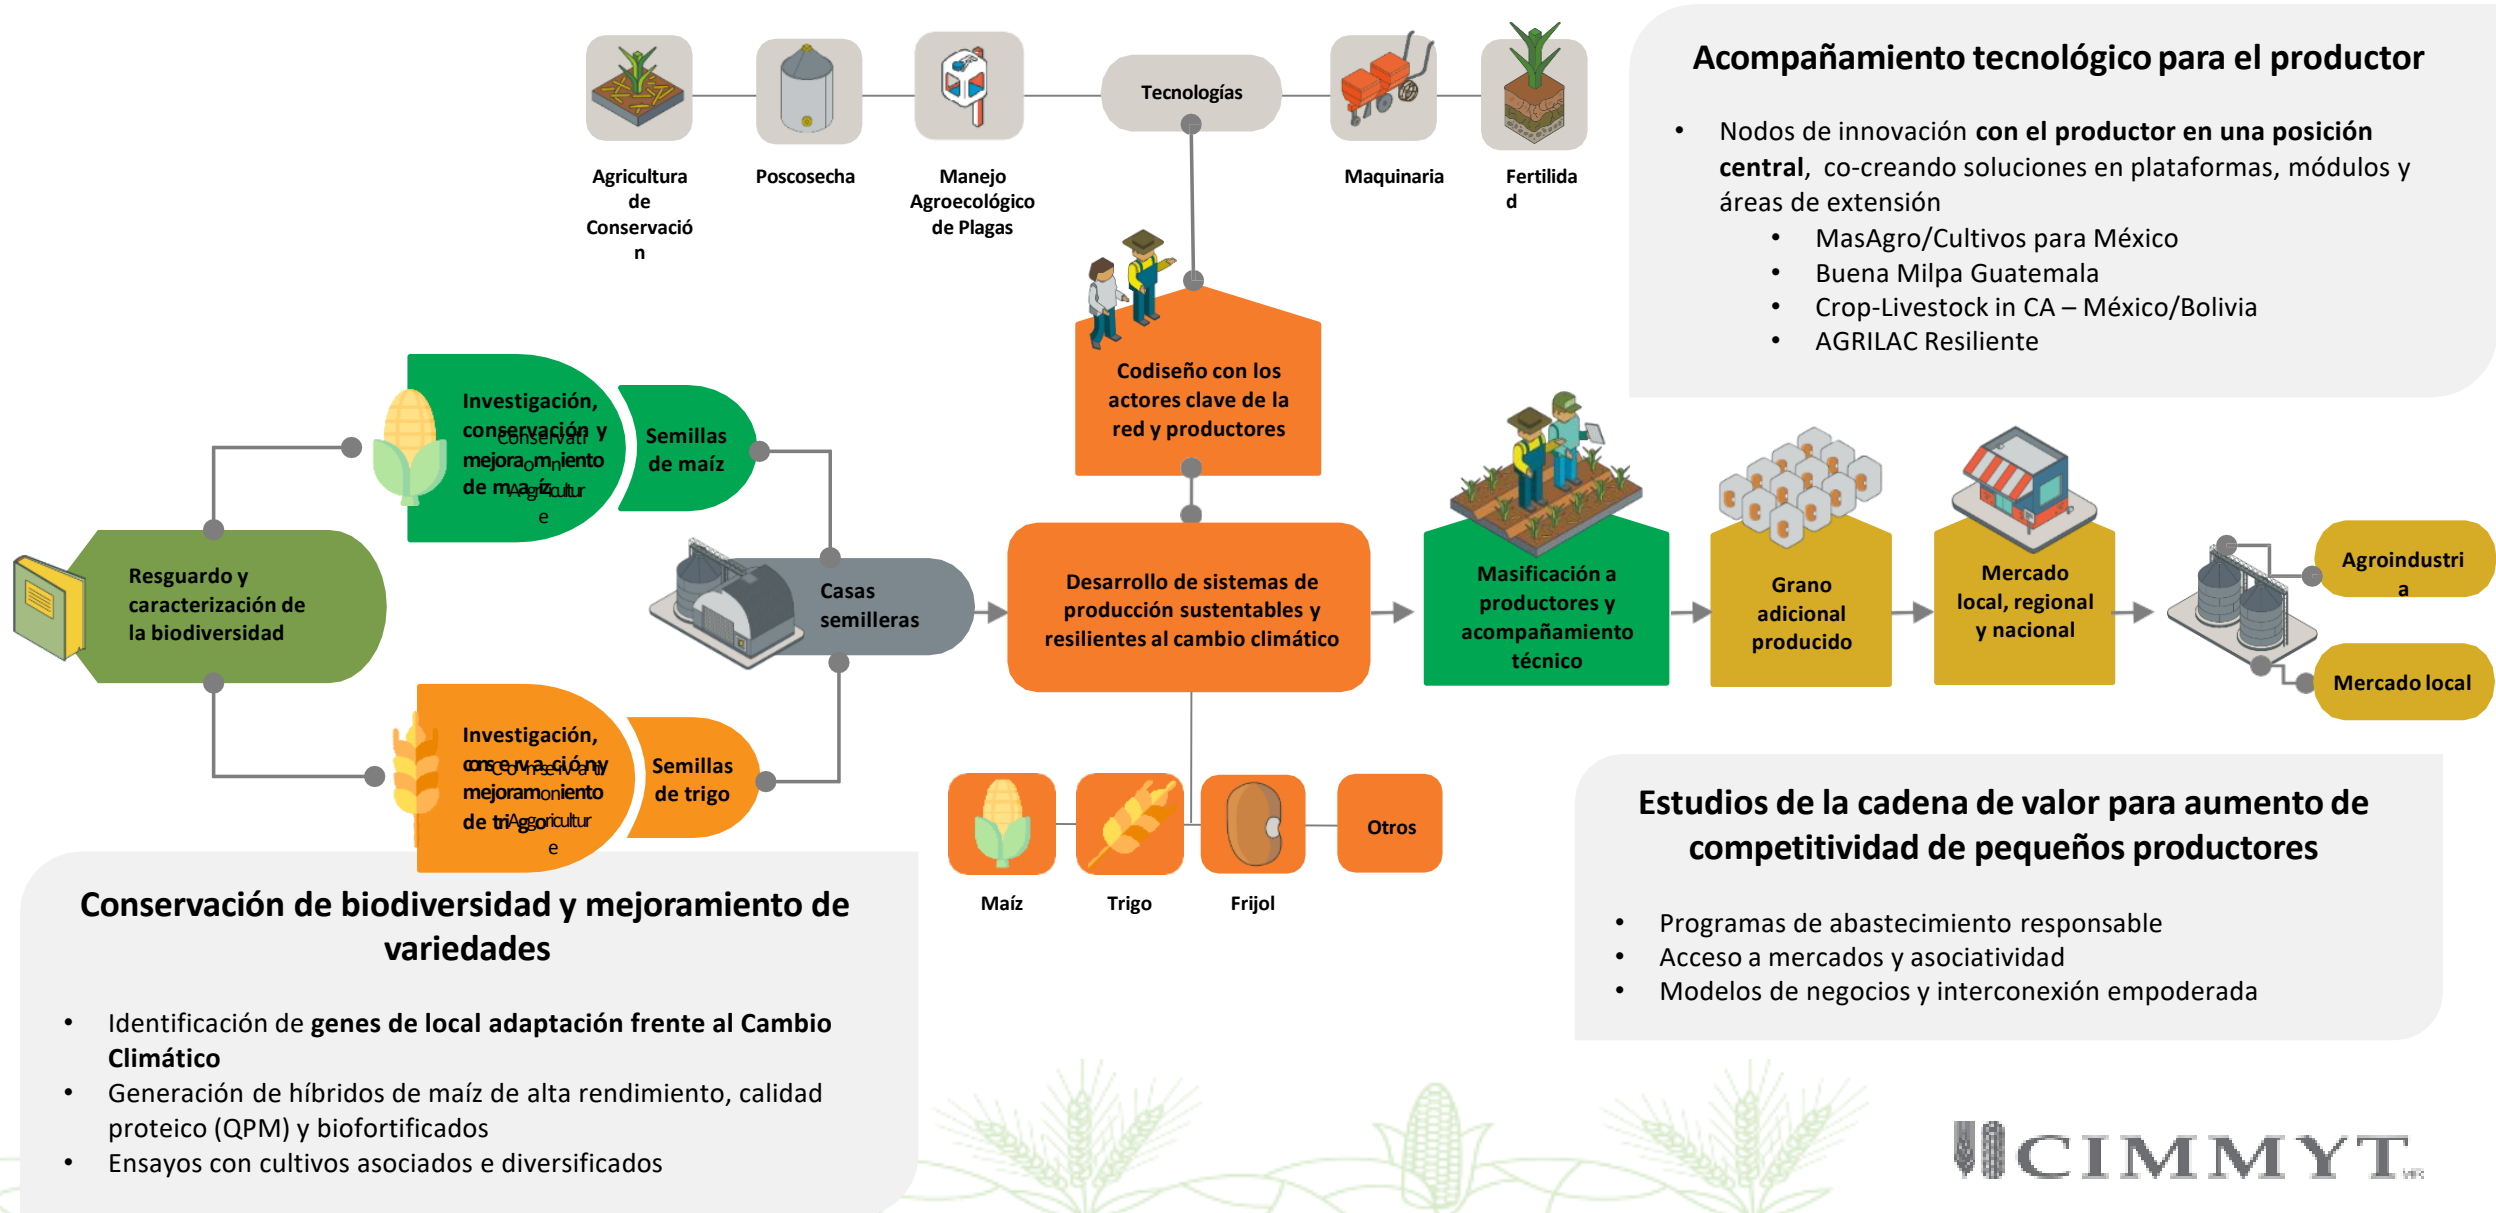 Tecnologías
Agricultura
de
Conservació
n
Poscosecha
Manejo
Agroecológico
de Plagas
Maquinaria
Fertilida
d
Acompañamiento tecnológico para el productor
• Nodos de innovación con el productor en una posición
central, co-creando soluciones en plataformas, módulos y
áreas de extensión
• MasAgro/Cultivos para México
• Buena Milpa Guatemala
• Crop-Livestock in CA – México/Bolivia
• AGRILAC Resiliente
Codiseño con los
actores clave de la
red y productores
Investigación,
conservación y
mejoramiento
de maíz
Semillas
de maíz
Resguardo y
caracterización de
la biodiversidad
Casas
semilleras
Desarrollo de sistemas de
producción sustentables y
resilientes al cambio climático
Masificación a
productores y
acompañamiento
técnico
Grano
adicional
producido
Mercado
local, regional
y nacional
Agroindustri
a
Mercado local
Investigación,
conservación y
mejoramiento
de trigo
Semillas
de trigo
Maíz
Trigo
Frijol
Otros
Estudios de la cadena de valor para aumento de
competitividad de pequeños productores
• Programas de abastecimiento responsable
• Acceso a mercados y asociatividad
• Modelos de negocios y interconexión empoderada
Conservación de biodiversidad y mejoramiento de
variedades
• Identificación de genes de local adaptación frente al Cambio
Climático
• Generación de híbridos de maíz de alta rendimiento, calidad
proteico (QPM) y biofortificados
• Ensayos con cultivos asociados e diversificados
CIMMYT